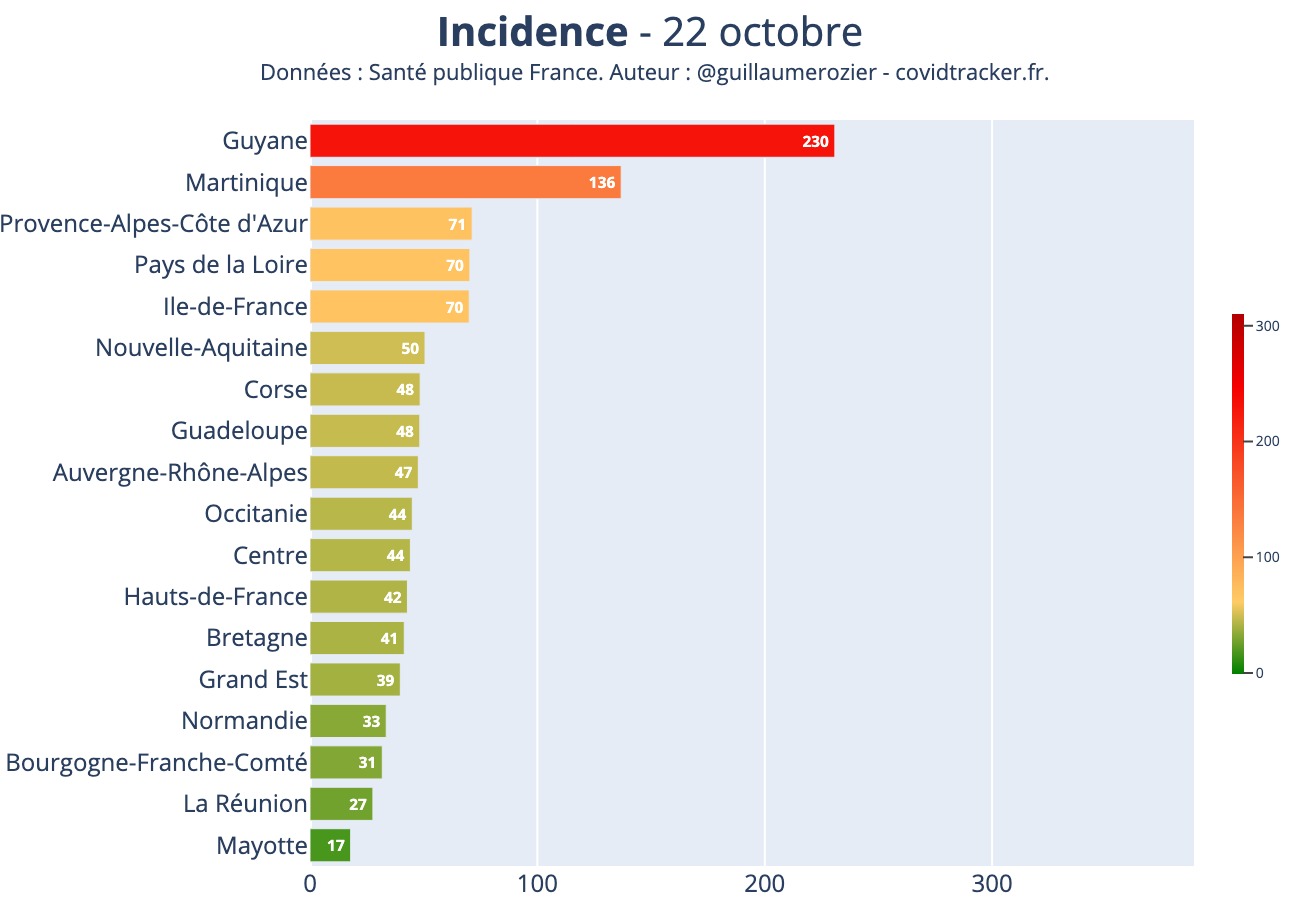 Incidence - 22 octobre
Données : Santé publique France. Auteur : @guillaumerozier - covidtracker.fr.
Guyane 230
Martinique 136
Provence-Alpes-Côte d'Azur 71
Pays de la Loire 70
Ile-de-France 70
Nouvelle-Aquitaine 50
Corse 48
Guadeloupe 48
Auvergne-Rhône-Alpes 47
Occitanie 44
Centre 44
Hauts-de-France 42
Bretagne 41
Grand Est 39
Normandie 33
Bourgogne-Franche-Comté 31
La Réunion 27
Mayotte 17
0 100 200 300
300
200
100
0